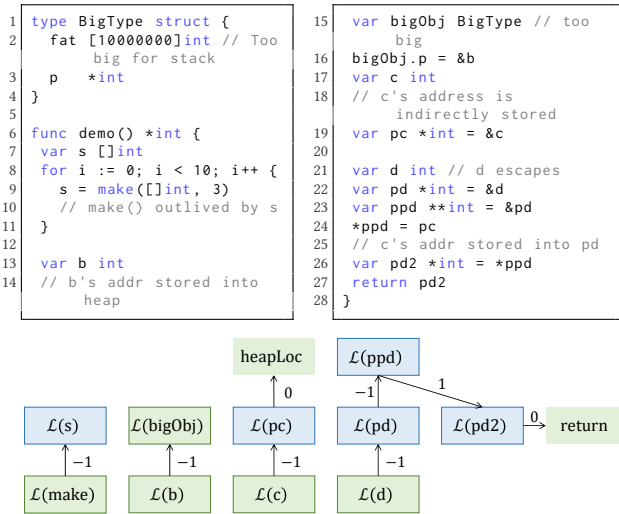 1 type BigType struct {
2 fat [10000000]int // Too
big for stack
3 p *int
4 }
5
6 func demo() *int {
7 var s []int
8 for i := 0; i < 10; i++ {
9 s = make([]int, 3)
10 // make() outlived by s
11 }
12
13 var b int
14 // b's addr stored into
heap
15 var bigObj BigType // too
big
16 bigObj.p = &b
17 var c int
18 // c's address is
indirectly stored
19 var pc *int = &c
20
21 var d int // d escapes
22 var pd *int = &d
23 var ppd **int = &pd
24 *ppd = pc
25 // c's addr stored into pd
26 var pd2 *int = *ppd
27 return pd2
28 }
heapLoc ℒ(ppd)
0 −1 1
ℒ(s) ℒ(bigObj) ℒ(pc) ℒ(pd) ℒ(pd2) 0 return
−1 −1 −1 −1
ℒ(make) ℒ(b) ℒ(c) ℒ(d)